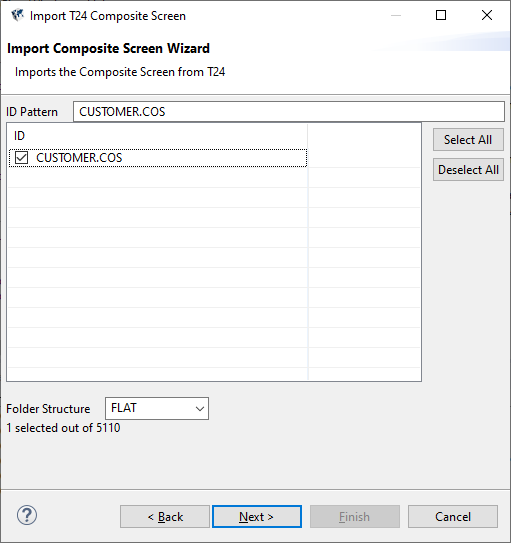 Import T24 Composite Screen
Import Composite Screen Wizard
Imports the Composite Screen from T24
ID Pattern CUSTOMER.COS
ID
CUSTOMER.COS
Select All
Deselect All
Folder Structure FLAT
1 selected out of 5110
? < Back Next > Finish Cancel